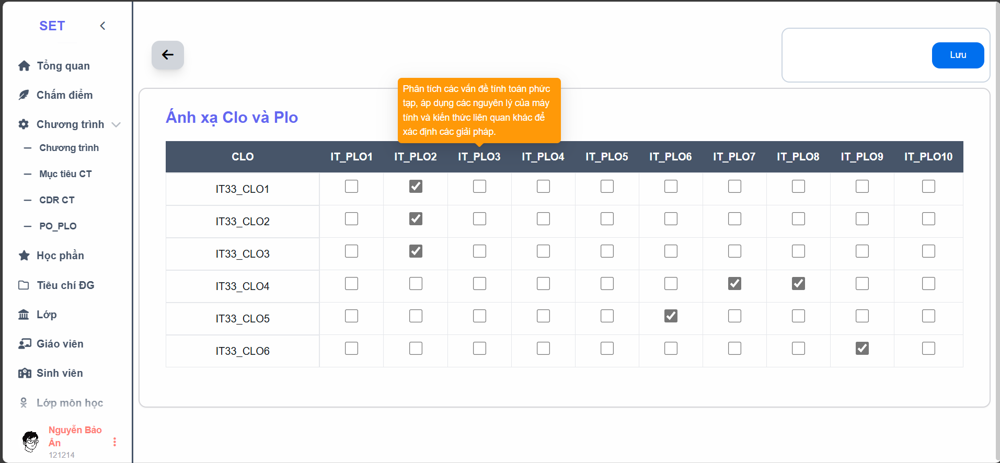 SET
Tổng quan
Chấm điểm
Chương trình
Chương trình
Mục tiêu CT
CDR CT
PO_PLO
Học phần
Tiêu chí ĐG
Lớp
Giáo viên
Sinh viên
Lớp môn học
Nguyễn Bảo
Ân
121214
Lưu
Phân tích các vấn đề tính toán phức
tạp, áp dụng các nguyên lý của máy
tính và kiến thức liên quan khác để
xác định các giải pháp.
Ánh xạ Clo và Plo
CLO IT_PLO1 IT_PLO2 IT_PLO3 IT_PLO4 IT_PLO5 IT_PLO6 IT_PLO7 IT_PLO8 IT_PLO9 IT_PLO10
IT33_CLO1
IT33_CLO2
IT33_CLO3
IT33_CLO4
IT33_CLO5
IT33_CLO6